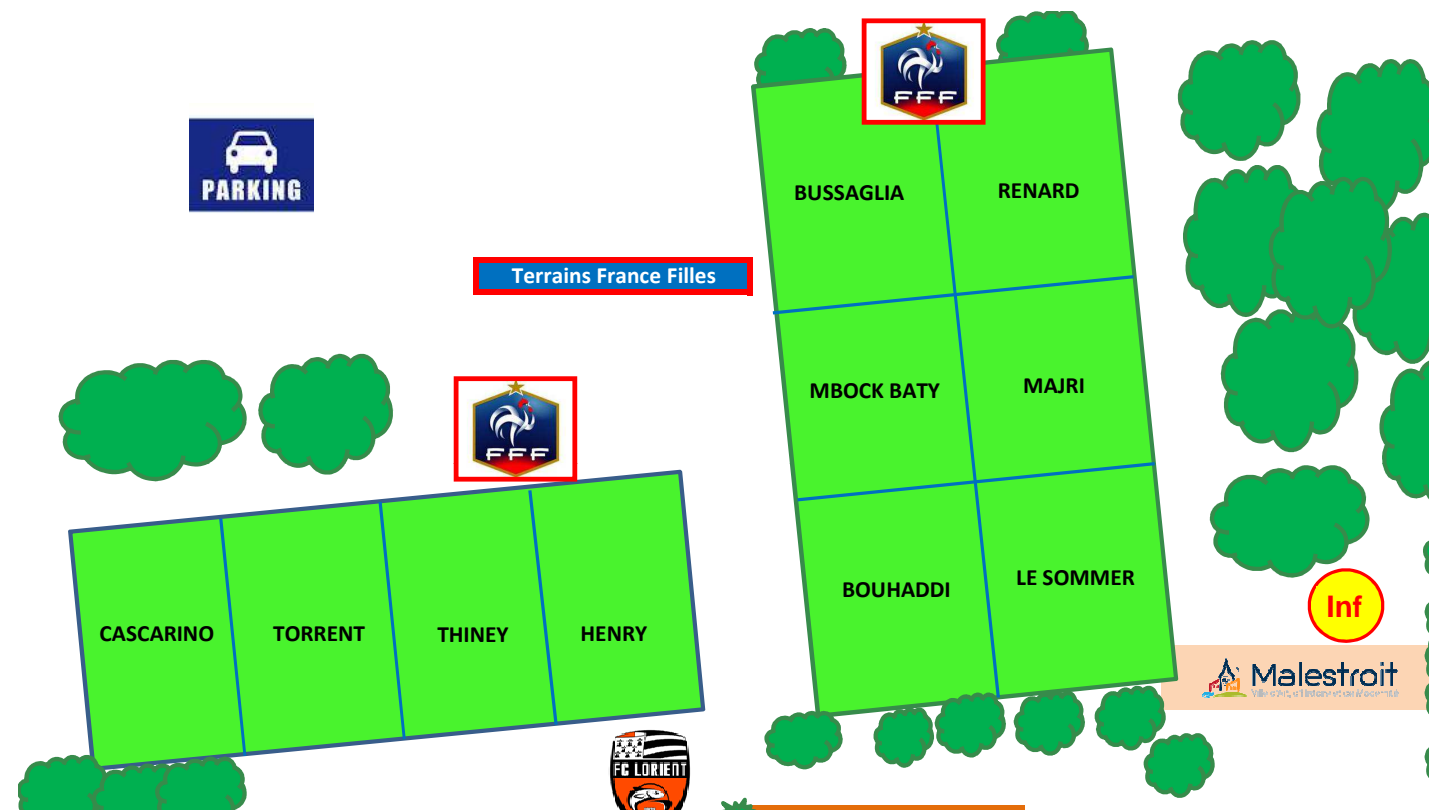 FFF
PARKING
BUSSAGLIA
RENARD
Terrains France Filles
MBOCK BATY
MAJRI
FFF
BOUHADDI
LE SOMMER
Inf
CASCARINO
TORRENT
THINEY
HENRY
Malestroit
FC LORIENT